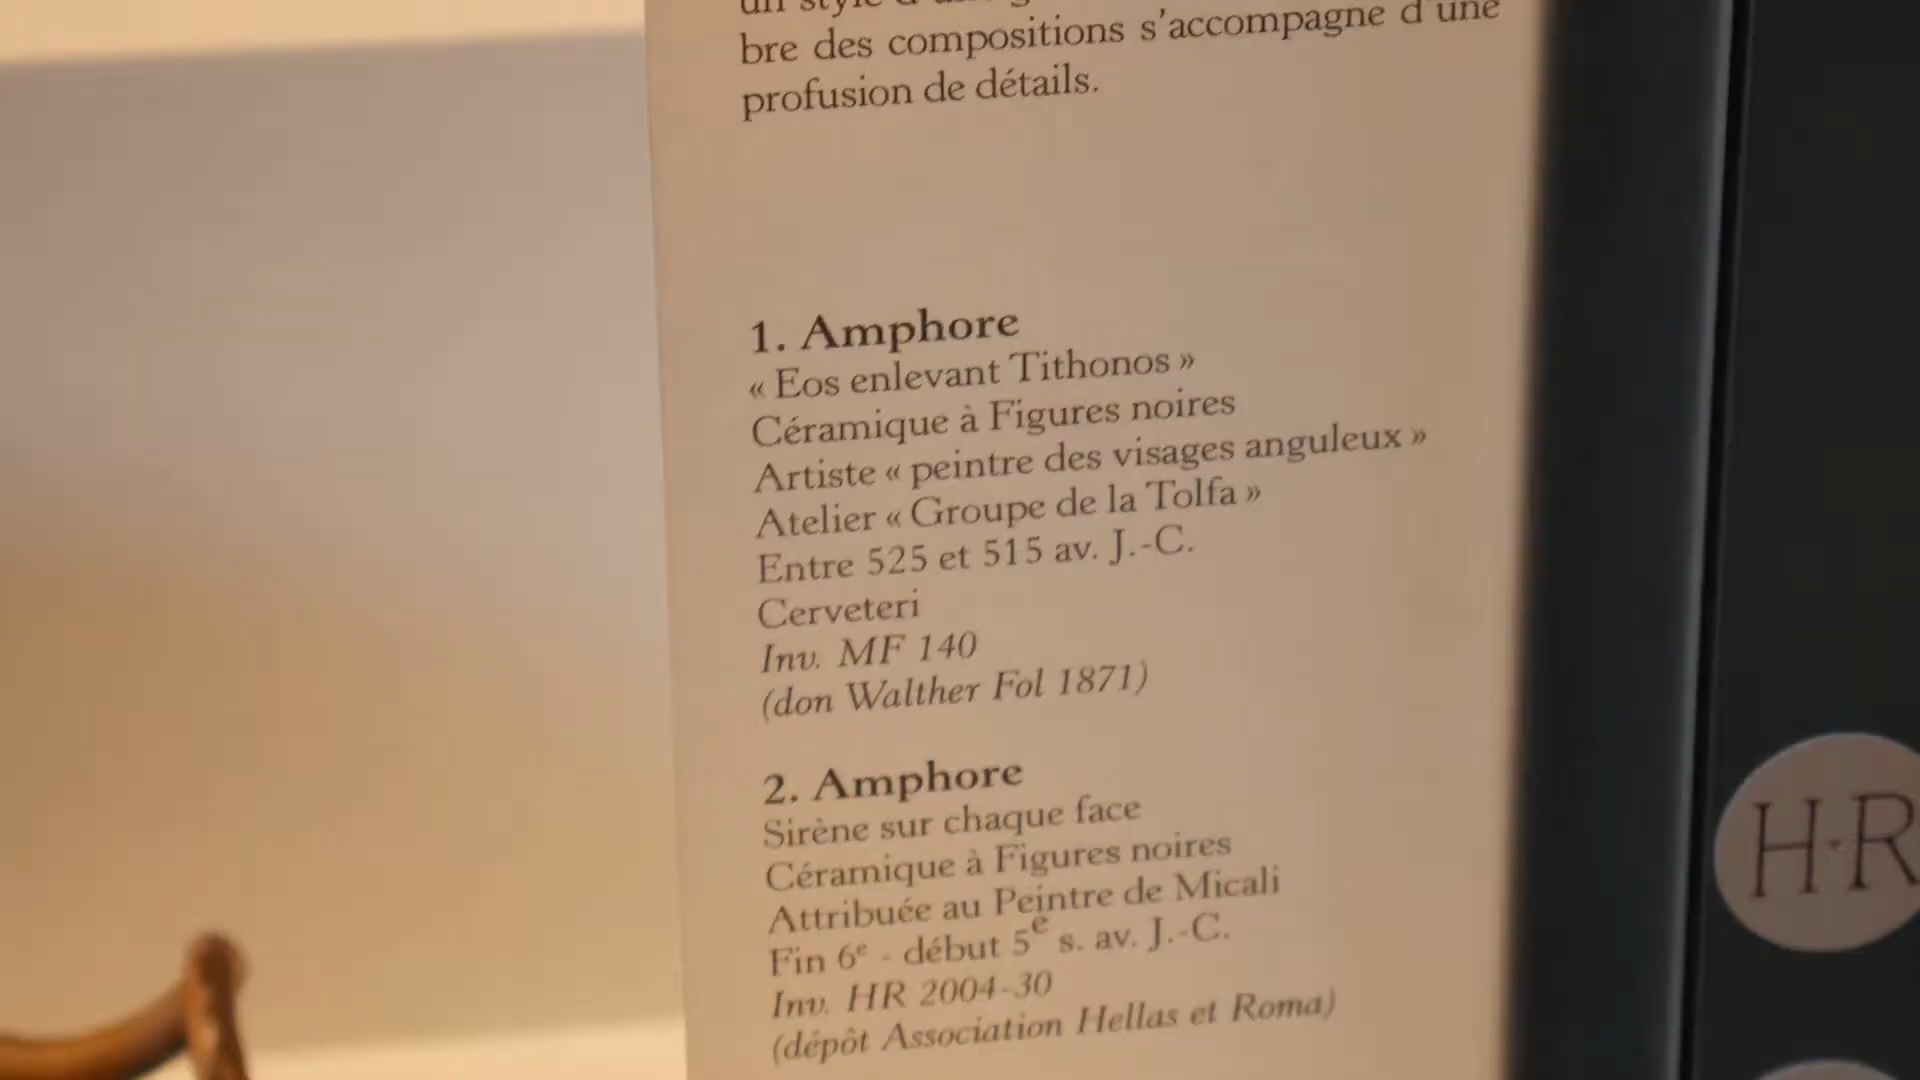 un style d'une
bre des compositions s'accompagne d'une
profusion de détails.
1. Amphore
« Eos enlevant Tithonos »
Céramique à Figures noires
Artiste « peintre des visages anguleux »
Atelier « Groupe de la Tolfa »
Entre 525 et 515 av. J.-C.
Cerveteri
Inv. MF 140
(don Walther Fol 1871)
2. Amphore
Sirène sur chaque face
Céramique à Figures noires
Attribuée au Peintre de Micali
Fin 6e - début 5e s. av. J.-C.
Inv. HR 2004-30
(dépôt Association Hellas et Roma)
H·R